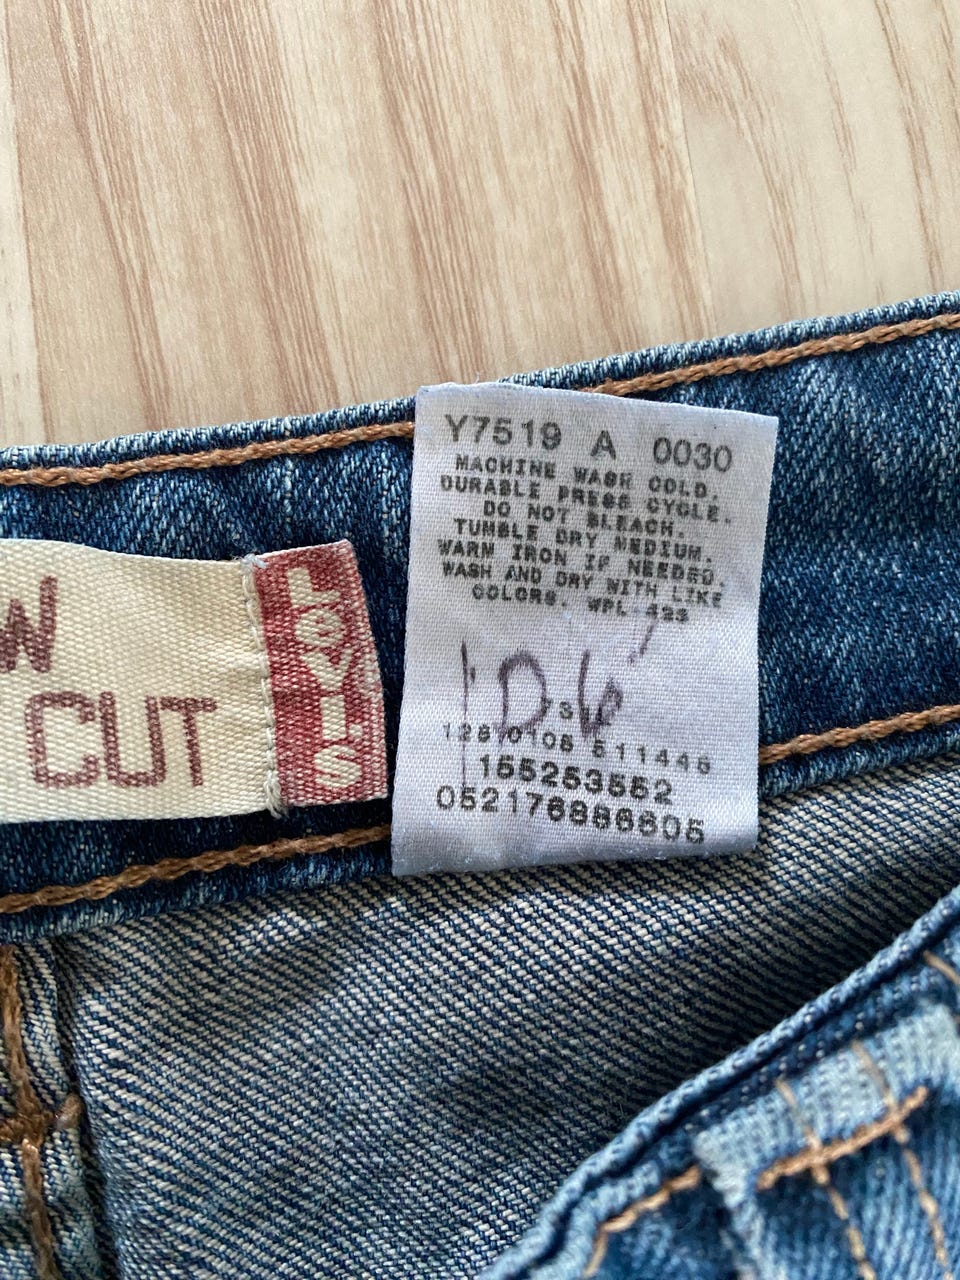 Y7519 A 0030
MACHINE WASH COLD.
DURABLE PRESS CYCLE.
DO NOT BLEACH.
TUMBLE DRY MEDIUM.
WARM IRON IF NEEDED.
WASH AND DRY WITH LIKE
COLORS. WPL 423
W
CUT
LEVI'S
155253552